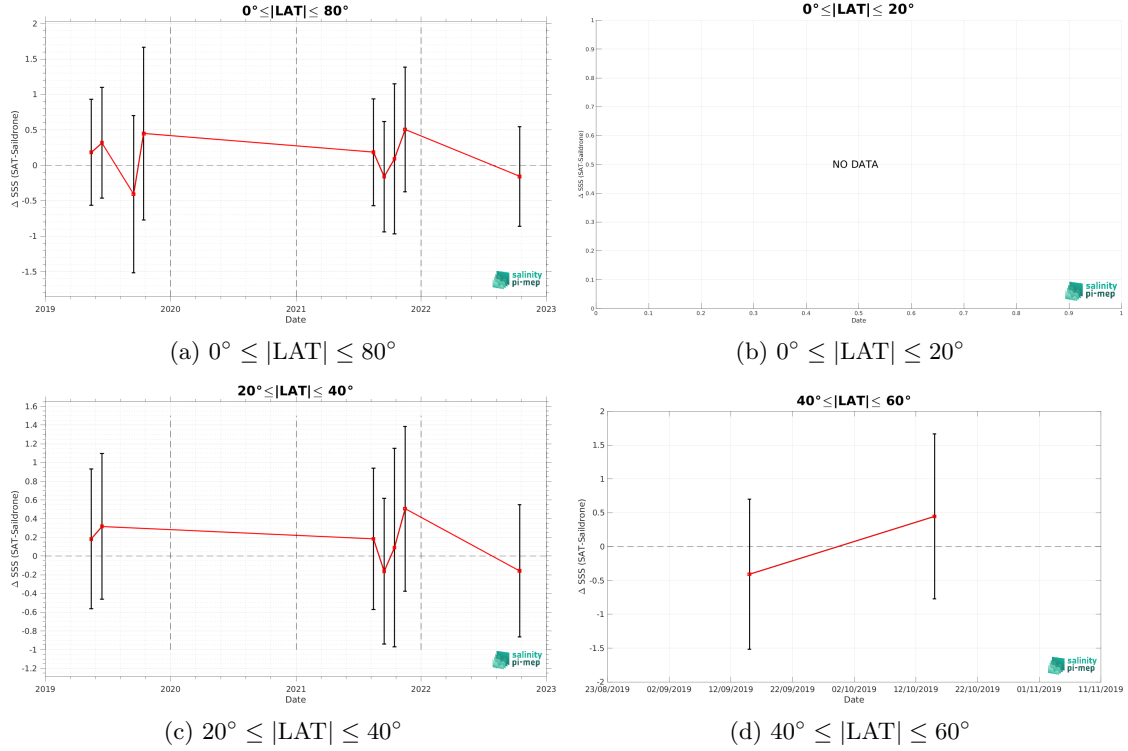 0°≤|LAT|≤ 80°
2
1.5
1
0.5
0
-0.5
-1
-1.5
Δ SSS (SAT-Saildrone)
2019
2020
2021
2022
2023
Date
salinity
pi-mep
(a) 0° ≤ |LAT| ≤ 80°
0°≤|LAT|≤ 20°
1
0.9
0.8
0.7
0.6
0.5
0.4
0.3
0.2
0.1
0
Δ SSS (SAT-Saildrone)
NO DATA
0
0.1
0.2
0.3
0.4
0.5
0.6
0.7
0.8
0.9
1
Date
salinity
pi-mep
(b) 0° ≤ |LAT| ≤ 20°
20°≤|LAT|≤ 40°
1.6
1.4
1.2
1
0.8
0.6
0.4
0.2
0
-0.2
-0.4
-0.6
-0.8
-1
-1.2
Δ SSS (SAT-Saildrone)
2019
2020
2021
2022
2023
Date
salinity
pi-mep
(c) 20° ≤ |LAT| ≤ 40°
40°≤|LAT|≤ 60°
2
1.5
1
0.5
0
-0.5
-1
-1.5
-2
Δ SSS (SAT-Saildrone)
23/08/2019
02/09/2019
12/09/2019
22/09/2019
02/10/2019
12/10/2019
22/10/2019
01/11/2019
11/11/2019
Date
salinity
pi-mep
(d) 40° ≤ |LAT| ≤ 60°